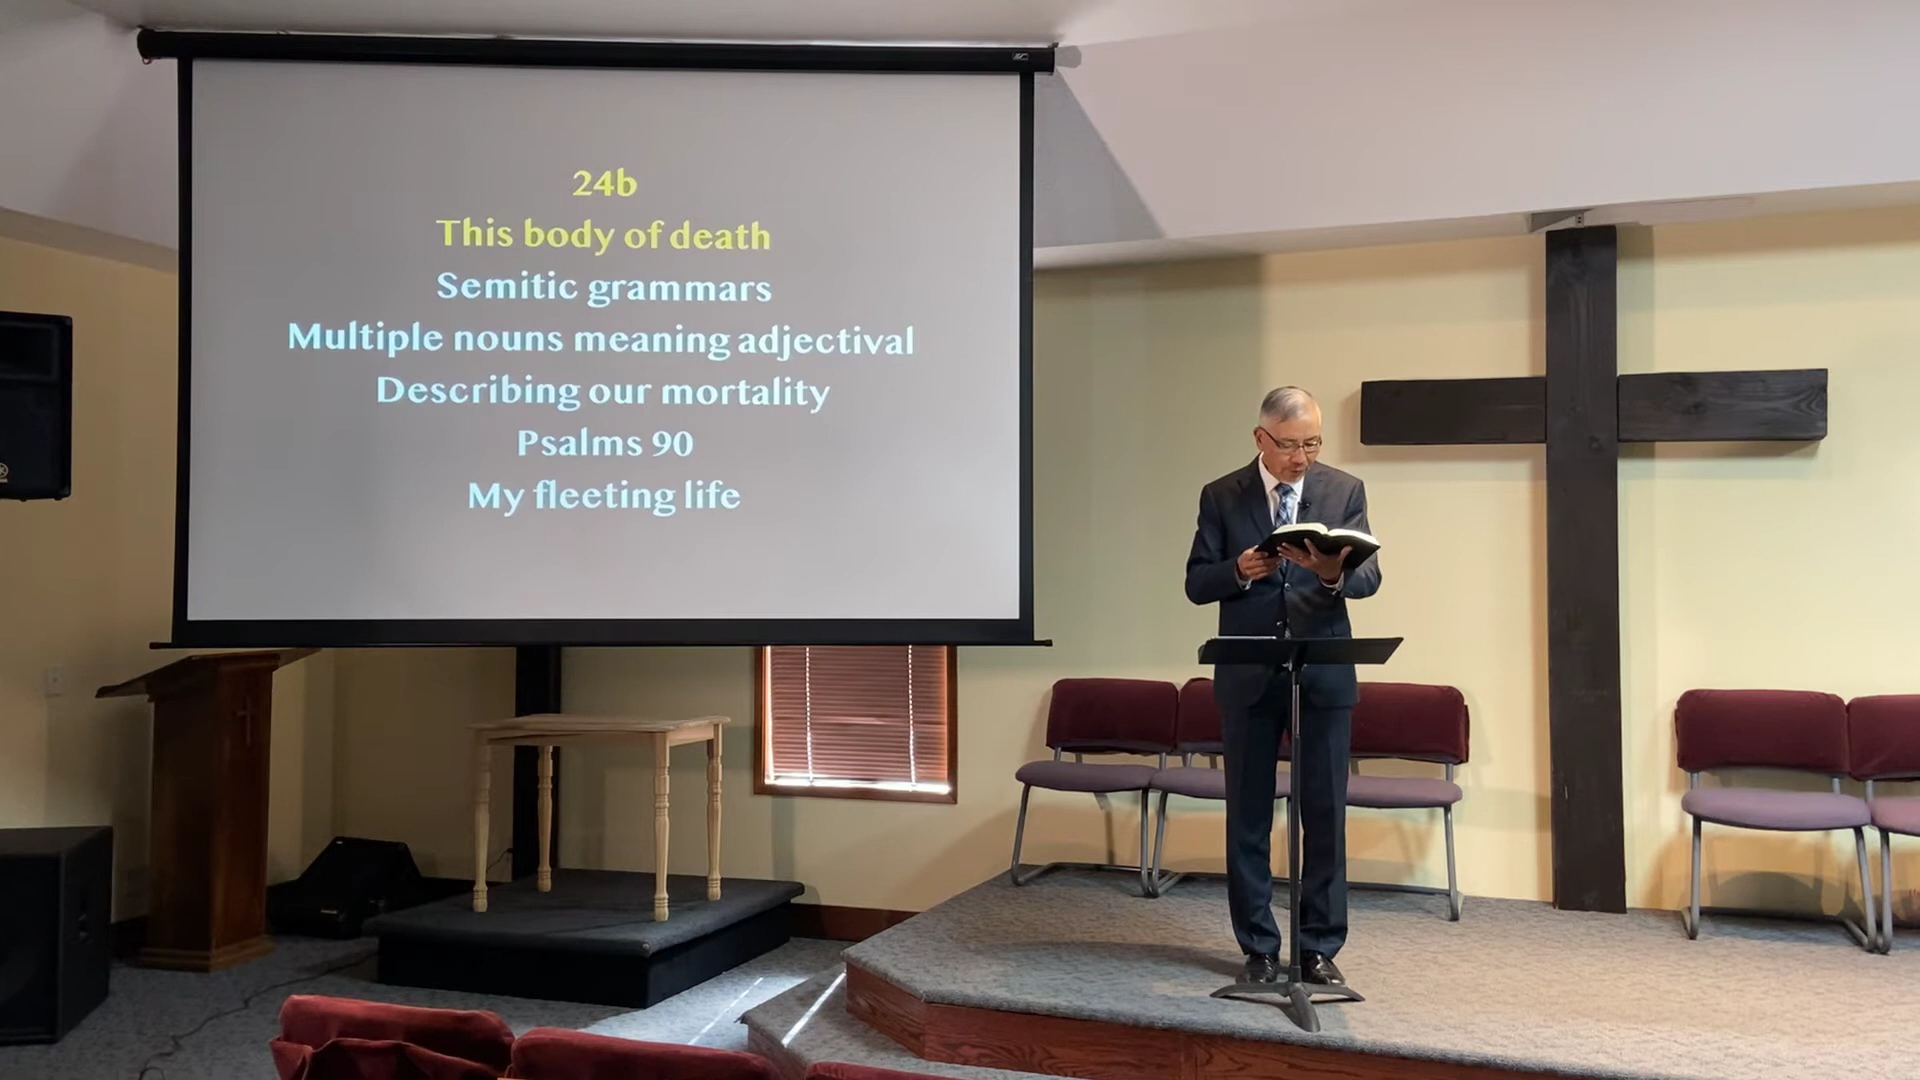 24b
This body of death
Semitic grammars
Multiple nouns meaning adjectival
Describing our mortality
Psalms 90
My fleeting life